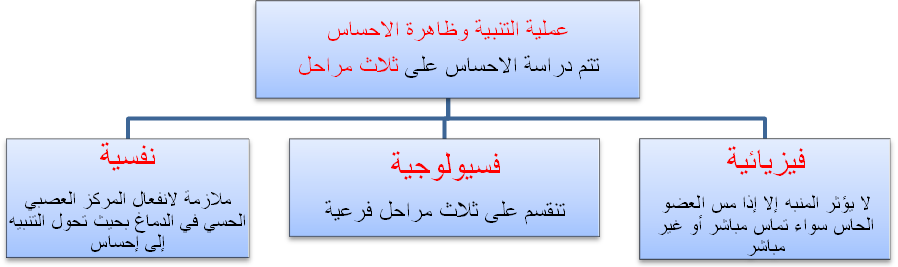 عملية التنبية وظاهرة الاحساس
تتم دراسة الاحساس على ثلاث مراحل
فيزيائية
لا يؤثر المنبه إلا إذا مس العضو
الحاس سواء تماس مباشر أو غير
مباشر
فسيولوجية
تنقسم على ثلاث مراحل فرعية
نفسية
ملازمة لانفعال المركز العصبي
الحسي في الدماغ بحيث تحول التنبيه
إلى إحساس